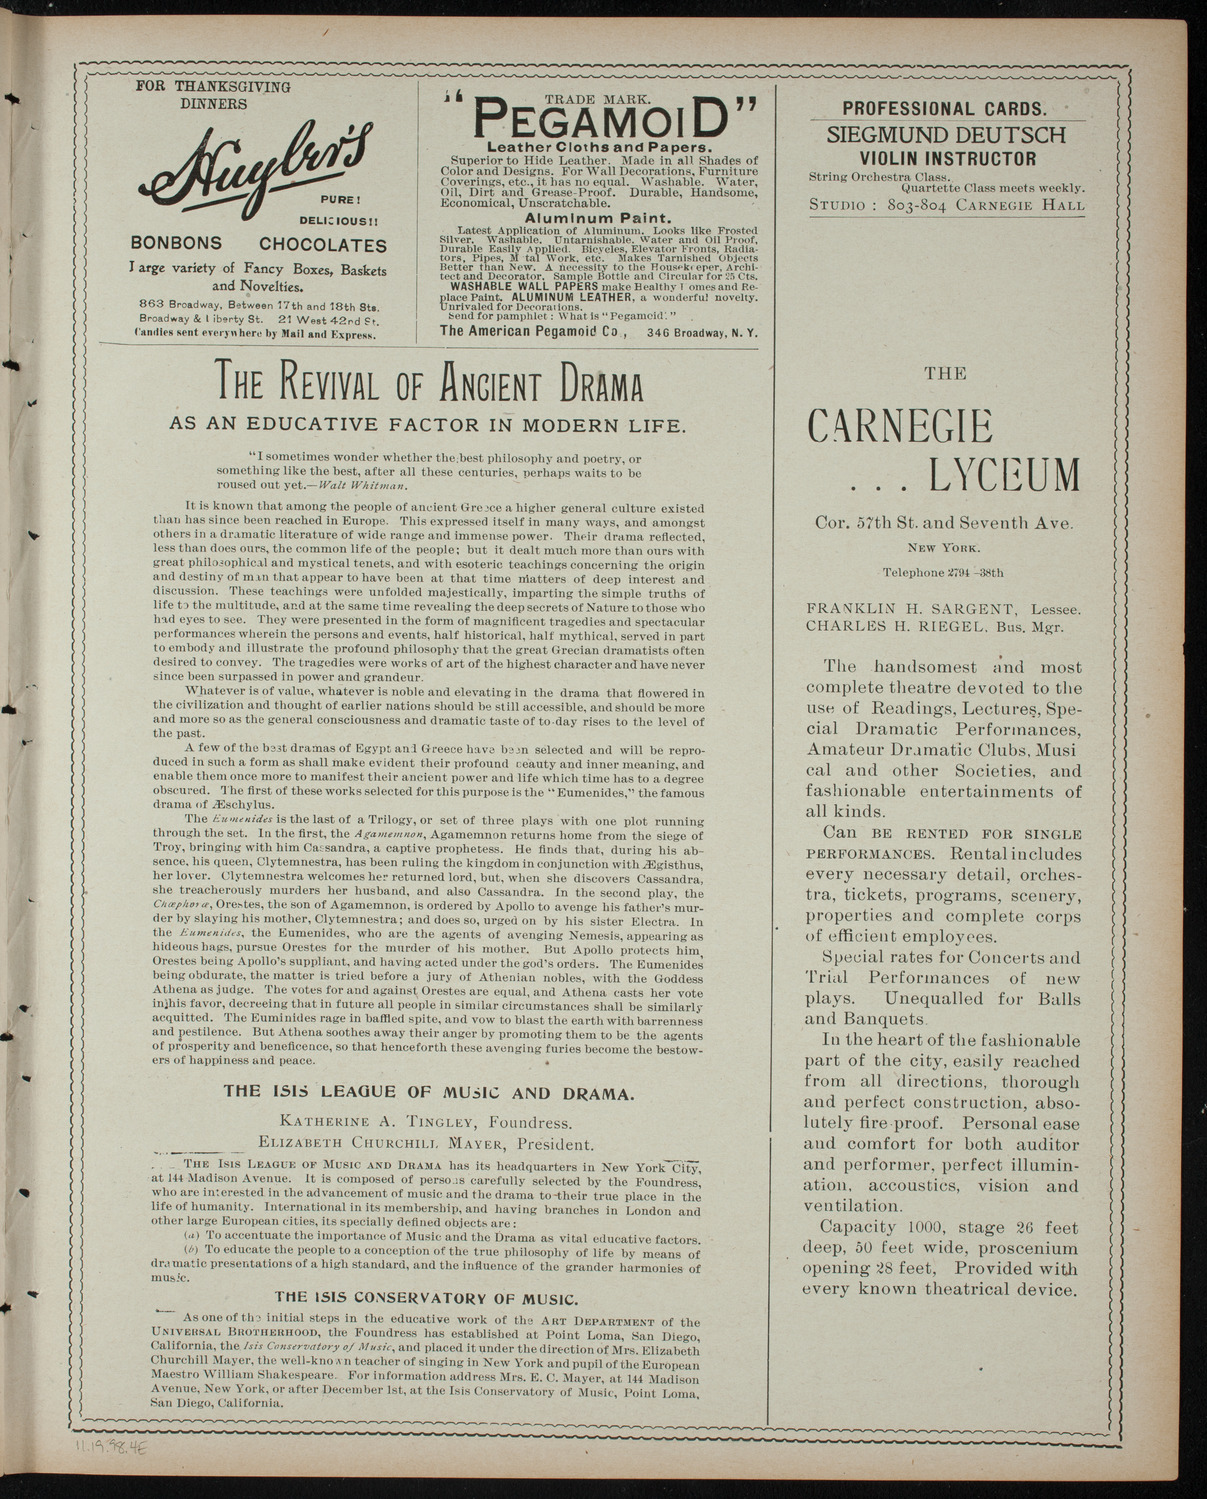 FOR THANKSGIVING
DINNERS
Huyler's
PURE!
DELICIOUS!!
BONBONS CHOCOLATES
Large variety of Fancy Boxes, Baskets
and Novelties.
863 Broadway, Between 17th and 18th Sts.
Broadway & Liberty St. 21 West 42nd St.
Candies sent everywhere by Mail and Express.
TRADE MARK.
"PEGAMOID"
Leather Cloths and Papers.
Superior to Hide Leather. Made in all Shades of
Color and Designs. For Wall Decorations, Furniture
Coverings, etc., it has no equal. Washable. Water,
Oil, Dirt and Grease-Proof. Durable, Handsome,
Economical, Unscratchable.
Aluminum Paint.
Latest Application of Aluminum. Looks like Frosted
Silver. Washable. Untarnishable. Water and Oil Proof,
Durable Easily Applied. Bicycles, Elevator Fronts, Radia-
tors, Pipes, Metal Work, etc. Makes Tarnished Objects
Better than New. A necessity to the Housekeeper, Archi-
tect and Decorator. Sample Bottle and Circular for 25 Cts.
WASHABLE WALL PAPERS make Healthy Homes and Re-
place Paint. ALUMINUM LEATHER, a wonderful novelty.
Unrivaled for Decorations.
Send for pamphlet: What is "Pegamoid."
The American Pegamoid Co., 346 Broadway, N. Y.
THE REVIVAL OF ANCIENT DRAMA
AS AN EDUCATIVE FACTOR IN MODERN LIFE.
"I sometimes wonder whether the best philosophy and poetry, or
something like the best, after all these centuries, perhaps waits to be
roused out yet.—Walt Whitman.
It is known that among the people of ancient Greece a higher general culture existed
than has since been reached in Europe. This expressed itself in many ways, and amongst
others in a dramatic literature of wide range and immense power. Their drama reflected,
less than does ours, the common life of the people; but it dealt much more than ours with
great philosophical and mystical tenets, and with esoteric teachings concerning the origin
and destiny of man that appear to have been at that time matters of deep interest and
discussion. These teachings were unfolded majestically, imparting the simple truths of
life to the multitude, and at the same time revealing the deep secrets of Nature to those who
had eyes to see. They were presented in the form of magnificent tragedies and spectacular
performances wherein the persons and events, half historical, half mythical, served in part
to embody and illustrate the profound philosophy that the great Grecian dramatists often
desired to convey. The tragedies were works of art of the highest character and have never
since been surpassed in power and grandeur.
Whatever is of value, whatever is noble and elevating in the drama that flowered in
the civilization and thought of earlier nations should be still accessible, and should be more
and more so as the general consciousness and dramatic taste of to-day rises to the level of
the past.
A few of the best dramas of Egypt and Greece have been selected and will be repro-
duced in such a form as shall make evident their profound beauty and inner meaning, and
enable them once more to manifest their ancient power and life which time has to a degree
obscured. The first of these works selected for this purpose is the "Eumenides," the famous
drama of Æschylus.
The Eumenides is the last of a Trilogy, or set of three plays with one plot running
through the set. In the first, the Agamemnon, Agamemnon returns home from the siege of
Troy, bringing with him Cassandra, a captive prophetess. He finds that, during his ab-
sence, his queen, Clytemnestra, has been ruling the kingdom in conjunction with Ægisthus,
her lover. Clytemnestra welcomes her returned lord, but, when she discovers Cassandra,
she treacherously murders her husband, and also Cassandra. In the second play, the
Chœphoræ, Orestes, the son of Agamemnon, is ordered by Apollo to avenge his father's mur-
der by slaying his mother, Clytemnestra; and does so, urged on by his sister Electra. In
the Eumenides, the Eumenides, who are the agents of avenging Nemesis, appearing as
hideous hags, pursue Orestes for the murder of his mother. But Apollo protects him,
Orestes being Apollo's suppliant, and having acted under the god's orders. The Eumenides
being obdurate, the matter is tried before a jury of Athenian nobles, with the Goddess
Athena as judge. The votes for and against Orestes are equal, and Athena casts her vote
in his favor, decreeing that in future all people in similar circumstances shall be similarly
acquitted. The Euminides rage in baffled spite, and vow to blast the earth with barrenness
and pestilence. But Athena soothes away their anger by promoting them to be the agents
of prosperity and beneficence, so that henceforth these avenging furies become the bestow-
ers of happiness and peace.
THE ISIS LEAGUE OF MUSIC AND DRAMA.
KATHERINE A. TINGLEY, Foundress.
ELIZABETH CHURCHILL MAYER, President.
THE ISIS LEAGUE OF MUSIC AND DRAMA has its headquarters in New York City,
at 144 Madison Avenue. It is composed of persons carefully selected by the Foundress,
who are interested in the advancement of music and the drama to their true place in the
life of humanity. International in its membership, and having branches in London and
other large European cities, its specially defined objects are:
(a) To accentuate the importance of Music and the Drama as vital educative factors.
(b) To educate the people to a conception of the true philosophy of life by means of
dramatic presentations of a high standard, and the influence of the grander harmonies of
music.
THE ISIS CONSERVATORY OF MUSIC.
As one of the initial steps in the educative work of the ART DEPARTMENT of the
UNIVERSAL BROTHERHOOD, the Foundress has established at Point Loma, San Diego,
California, the Isis Conservatory of Music, and placed it under the direction of Mrs. Elizabeth
Churchill Mayer, the well-known teacher of singing in New York and pupil of the European
Maestro William Shakespeare. For information address Mrs. E. C. Mayer, at 144 Madison
Avenue, New York, or after December 1st, at the Isis Conservatory of Music, Point Loma,
San Diego, California.
PROFESSIONAL CARDS.
SIEGMUND DEUTSCH
VIOLIN INSTRUCTOR
String Orchestra Class.
Quartette Class meets weekly.
STUDIO: 803-804 CARNEGIE HALL
THE
CARNEGIE
... LYCEUM
Cor. 57th St. and Seventh Ave.
NEW YORK.
Telephone 2794-38th
FRANKLIN H. SARGENT, Lessee.
CHARLES H. RIEGEL, Bus. Mgr.
The handsomest and most
complete theatre devoted to the
use of Readings, Lectures, Spe-
cial Dramatic Performances,
Amateur Dramatic Clubs, Musi
cal and other Societies, and
fashionable entertainments of
all kinds.
Can BE RENTED FOR SINGLE
PERFORMANCES. Rental includes
every necessary detail, orches-
tra, tickets, programs, scenery,
properties and complete corps
of efficient employees.
Special rates for Concerts and
Trial Performances of new
plays. Unequalled for Balls
and Banquets.
In the heart of the fashionable
part of the city, easily reached
from all directions, thorough
and perfect construction, abso-
lutely fire-proof. Personal ease
and comfort for both auditor
and performer, perfect illumin-
ation, accoustics, vision and
ventilation.
Capacity 1000, stage 26 feet
deep, 50 feet wide, proscenium
opening 28 feet, Provided with
every known theatrical device.
11.19.98.4E